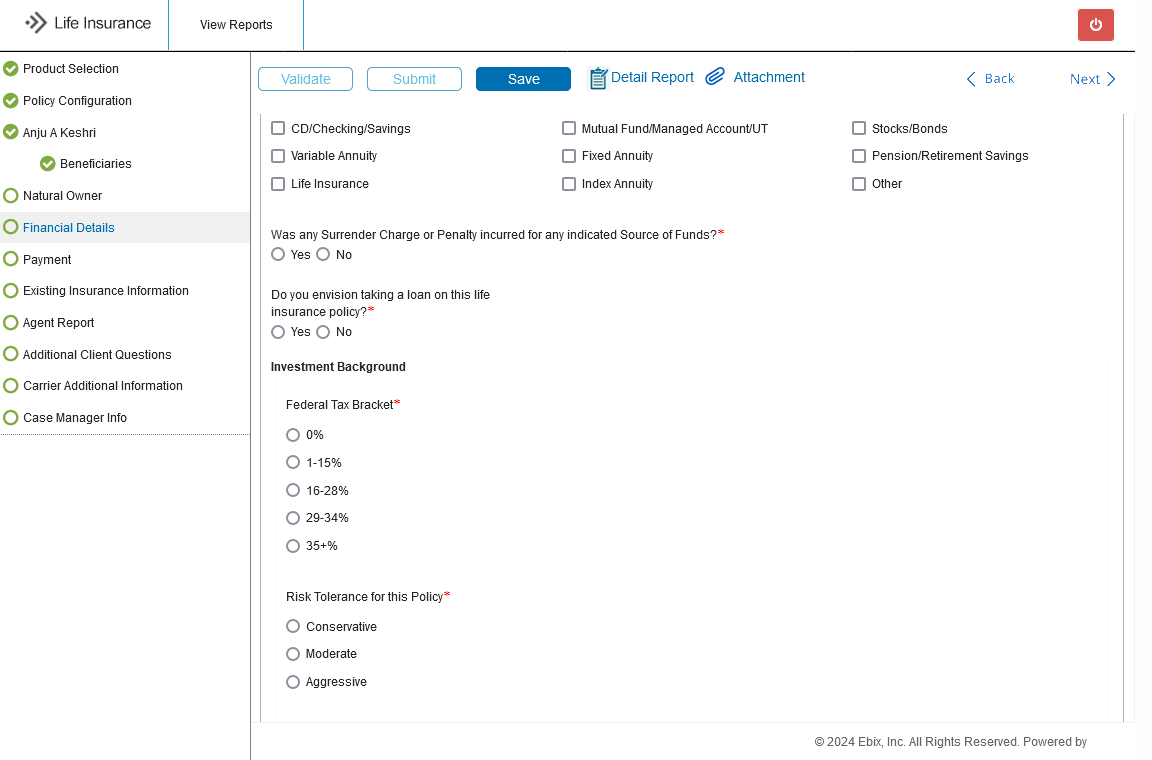 Life Insurance
View Reports
Product Selection
Policy Configuration
Anju A Keshri
Beneficiaries
Natural Owner
Financial Details
Payment
Existing Insurance Information
Agent Report
Additional Client Questions
Carrier Additional Information
Case Manager Info
Validate
Submit
Save
Detail Report
Attachment
Back
Next
CD/Checking/Savings
Mutual Fund/Managed Account/UT
Stocks/Bonds
Variable Annuity
Fixed Annuity
Pension/Retirement Savings
Life Insurance
Index Annuity
Other
Was any Surrender Charge or Penalty incurred for any indicated Source of Funds?*
Yes No
Do you envision taking a loan on this life
insurance policy?*
Yes No
Investment Background
Federal Tax Bracket*
0%
1-15%
16-28%
29-34%
35+%
Risk Tolerance for this Policy*
Conservative
Moderate
Aggressive
© 2024 Ebix, Inc. All Rights Reserved. Powered by